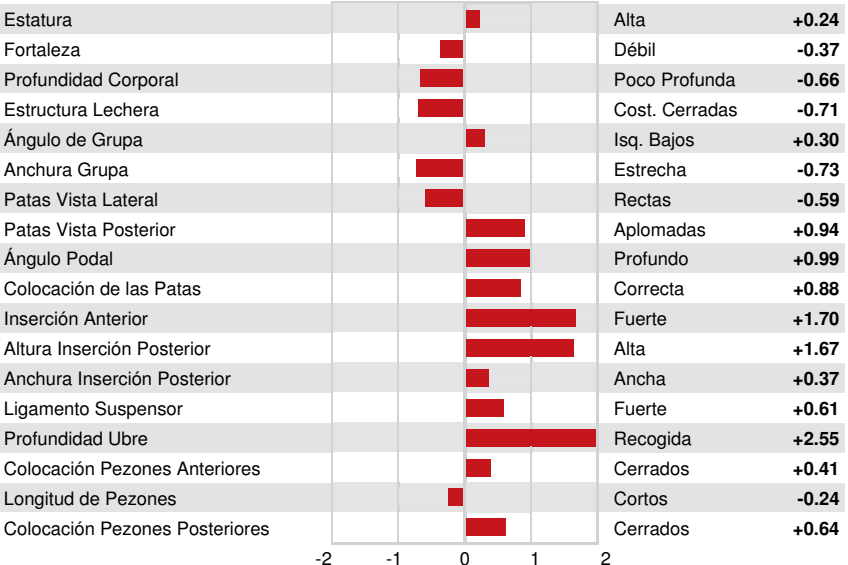 Estatura Alta +0.24
Fortaleza Débil -0.37
Profundidad Corporal Poco Profunda -0.66
Estructura Lechera Cost. Cerradas -0.71
Ángulo de Grupa Isq. Bajos +0.30
Anchura Grupa Estrecha -0.73
Patas Vista Lateral Rectas -0.59
Patas Vista Posterior Aplomadas +0.94
Ángulo Podal Profundo +0.99
Colocación de las Patas Correcta +0.88
Inserción Anterior Fuerte +1.70
Altura Inserción Posterior Alta +1.67
Anchura Inserción Posterior Ancha +0.37
Ligamento Suspensor Fuerte +0.61
Profundidad Ubre Recogida +2.55
Colocación Pezones Anteriores Cerrados +0.41
Longitud de Pezones Cortos -0.24
Colocación Pezones Posteriores Cerrados +0.64
-2 -1 0 1 2